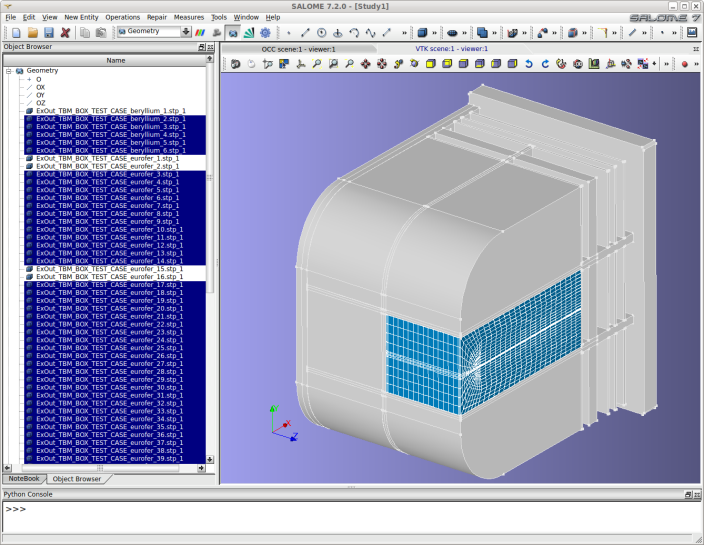 SALOME 7.2.0 - [Study1]
File Edit View New Entity Operations Repair Measures Tools Window Help
SALOME 7
Geometry
Object Browser
OCC scene:1 - viewer:1
VTK scene:1 - viewer:1
Name
Geometry
O
OX
OY
OZ
ExOut_TBM_BOX_TEST_CASE_beryllium_1.stp_1
ExOut_TBM_BOX_TEST_CASE_beryllium_2.stp_1
ExOut_TBM_BOX_TEST_CASE_beryllium_3.stp_1
ExOut_TBM_BOX_TEST_CASE_beryllium_4.stp_1
ExOut_TBM_BOX_TEST_CASE_beryllium_5.stp_1
ExOut_TBM_BOX_TEST_CASE_beryllium_6.stp_1
ExOut_TBM_BOX_TEST_CASE_eurofer_1.stp_1
ExOut_TBM_BOX_TEST_CASE_eurofer_2.stp_1
ExOut_TBM_BOX_TEST_CASE_eurofer_3.stp_1
ExOut_TBM_BOX_TEST_CASE_eurofer_4.stp_1
ExOut_TBM_BOX_TEST_CASE_eurofer_5.stp_1
ExOut_TBM_BOX_TEST_CASE_eurofer_6.stp_1
ExOut_TBM_BOX_TEST_CASE_eurofer_7.stp_1
ExOut_TBM_BOX_TEST_CASE_eurofer_8.stp_1
ExOut_TBM_BOX_TEST_CASE_eurofer_9.stp_1
ExOut_TBM_BOX_TEST_CASE_eurofer_10.stp_1
ExOut_TBM_BOX_TEST_CASE_eurofer_11.stp_1
ExOut_TBM_BOX_TEST_CASE_eurofer_12.stp_1
ExOut_TBM_BOX_TEST_CASE_eurofer_13.stp_1
ExOut_TBM_BOX_TEST_CASE_eurofer_14.stp_1
ExOut_TBM_BOX_TEST_CASE_eurofer_15.stp_1
ExOut_TBM_BOX_TEST_CASE_eurofer_16.stp_1
ExOut_TBM_BOX_TEST_CASE_eurofer_17.stp_1
ExOut_TBM_BOX_TEST_CASE_eurofer_18.stp_1
ExOut_TBM_BOX_TEST_CASE_eurofer_19.stp_1
ExOut_TBM_BOX_TEST_CASE_eurofer_20.stp_1
ExOut_TBM_BOX_TEST_CASE_eurofer_21.stp_1
ExOut_TBM_BOX_TEST_CASE_eurofer_22.stp_1
ExOut_TBM_BOX_TEST_CASE_eurofer_23.stp_1
ExOut_TBM_BOX_TEST_CASE_eurofer_24.stp_1
ExOut_TBM_BOX_TEST_CASE_eurofer_25.stp_1
ExOut_TBM_BOX_TEST_CASE_eurofer_26.stp_1
ExOut_TBM_BOX_TEST_CASE_eurofer_27.stp_1
ExOut_TBM_BOX_TEST_CASE_eurofer_28.stp_1
ExOut_TBM_BOX_TEST_CASE_eurofer_29.stp_1
ExOut_TBM_BOX_TEST_CASE_eurofer_30.stp_1
ExOut_TBM_BOX_TEST_CASE_eurofer_31.stp_1
ExOut_TBM_BOX_TEST_CASE_eurofer_32.stp_1
ExOut_TBM_BOX_TEST_CASE_eurofer_33.stp_1
ExOut_TBM_BOX_TEST_CASE_eurofer_34.stp_1
ExOut_TBM_BOX_TEST_CASE_eurofer_35.stp_1
ExOut_TBM_BOX_TEST_CASE_eurofer_36.stp_1
ExOut_TBM_BOX_TEST_CASE_eurofer_37.stp_1
ExOut_TBM_BOX_TEST_CASE_eurofer_38.stp_1
ExOut_TBM_BOX_TEST_CASE_eurofer_39.stp_1
X
Z
NoteBook
Object Browser
Python Console
>>>